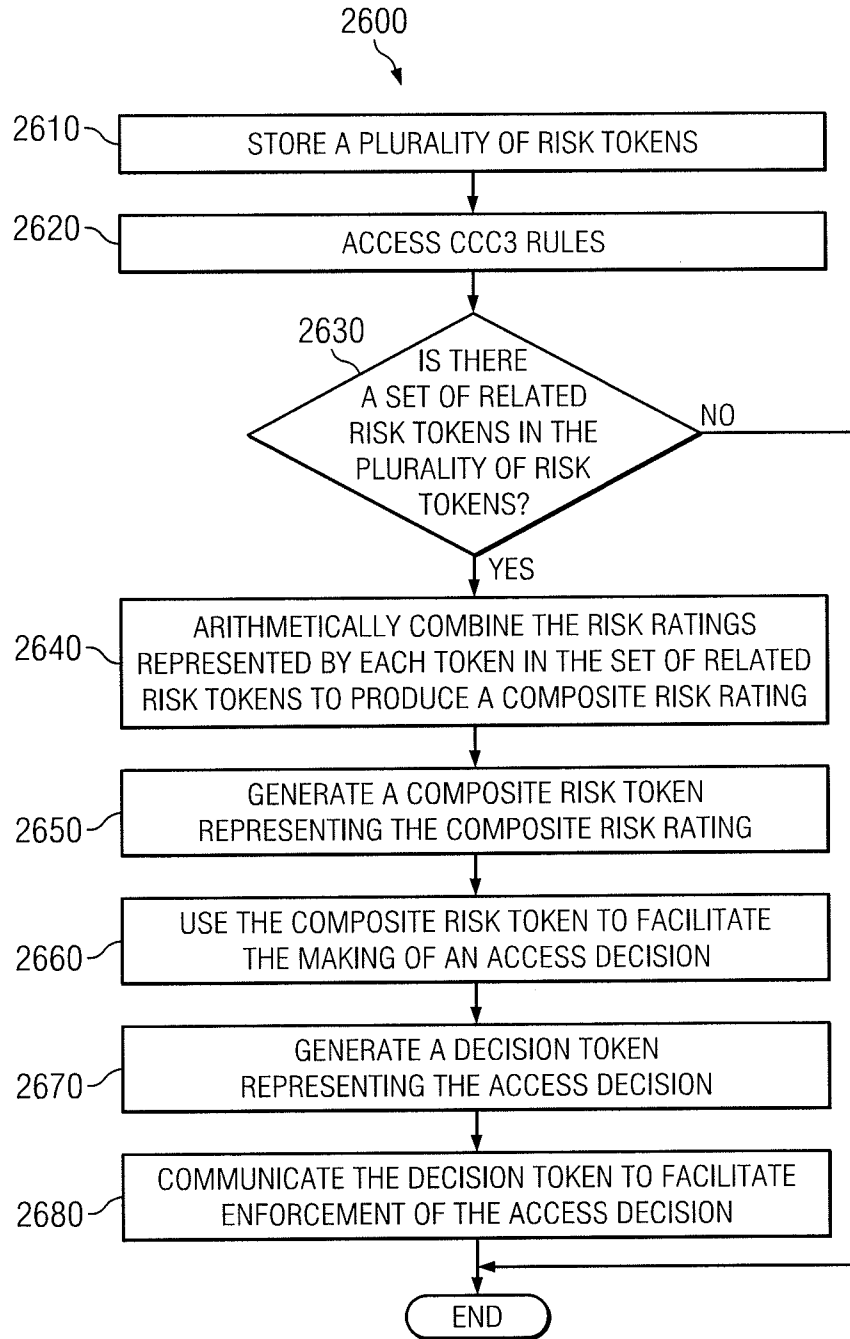 2600
2610
STORE A PLURALITY OF RISK TOKENS
2620
ACCESS CCC3 RULES
2630
IS THERE
A SET OF RELATED
RISK TOKENS IN THE
PLURALITY OF RISK
TOKENS?
NO
YES
2640
ARITHMETICALLY COMBINE THE RISK RATINGS
REPRESENTED BY EACH TOKEN IN THE SET OF RELATED
RISK TOKENS TO PRODUCE A COMPOSITE RISK RATING
2650
GENERATE A COMPOSITE RISK TOKEN
REPRESENTING THE COMPOSITE RISK RATING
2660
USE THE COMPOSITE RISK TOKEN TO FACILITATE
THE MAKING OF AN ACCESS DECISION
2670
GENERATE A DECISION TOKEN
REPRESENTING THE ACCESS DECISION
2680
COMMUNICATE THE DECISION TOKEN TO FACILITATE
ENFORCEMENT OF THE ACCESS DECISION
END